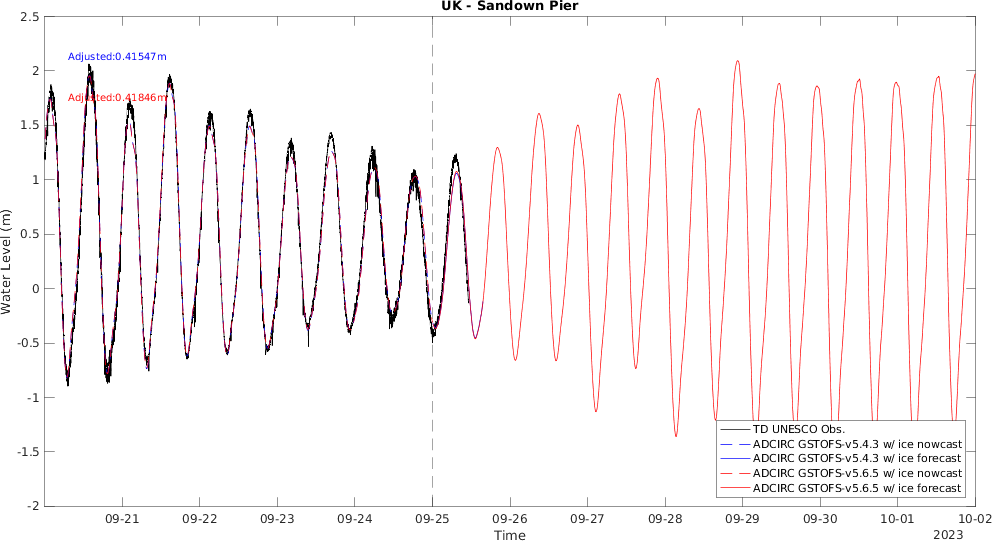 UK - Sandown Pier
2.5
2
1.5
1
0.5
0
-0.5
-1
-1.5
-2
Water Level (m)
Adjusted:0.41547m
Adjusted:0.41846m
TD UNESCO Obs.
ADCIRC GSTOFS-v5.4.3 w/ ice nowcast
ADCIRC GSTOFS-v5.4.3 w/ ice forecast
ADCIRC GSTOFS-v5.6.5 w/ ice nowcast
ADCIRC GSTOFS-v5.6.5 w/ ice forecast
09-21 09-22 09-23 09-24 09-25 09-26 09-27 09-28 09-29 09-30 10-01 10-02
Time
2023